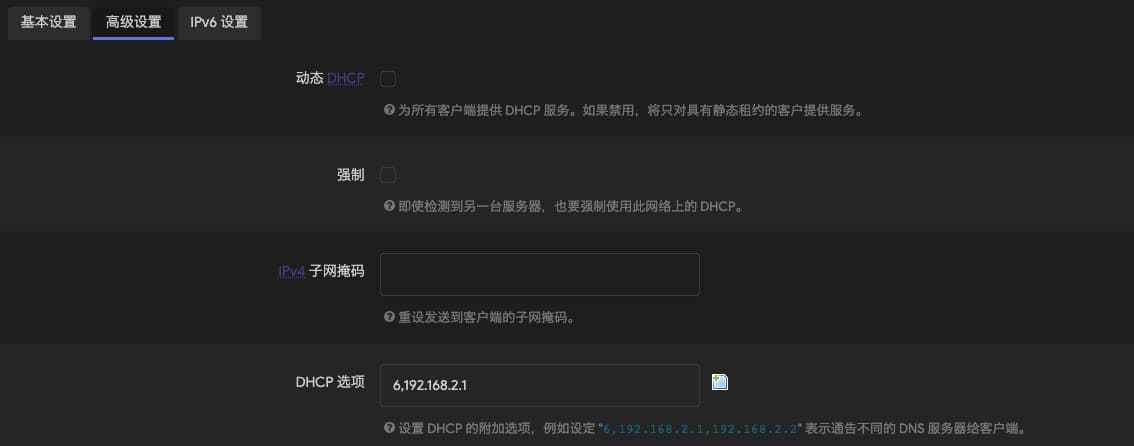 基本设置 高级设置 IPv6 设置
动态 DHCP
为所有客户端提供 DHCP 服务。如果禁用，将只对具有静态租约的客户提供服务。
强制
即使检测到另一台服务器，也要强制使用此网络上的 DHCP。
IPv4 子网掩码
重设发送到客户端的子网掩码。
DHCP 选项 6,192.168.2.1
设置 DHCP 的附加选项，例如设定 "6,192.168.2.1,192.168.2.2" 表示通告不同的 DNS 服务器给客户端。